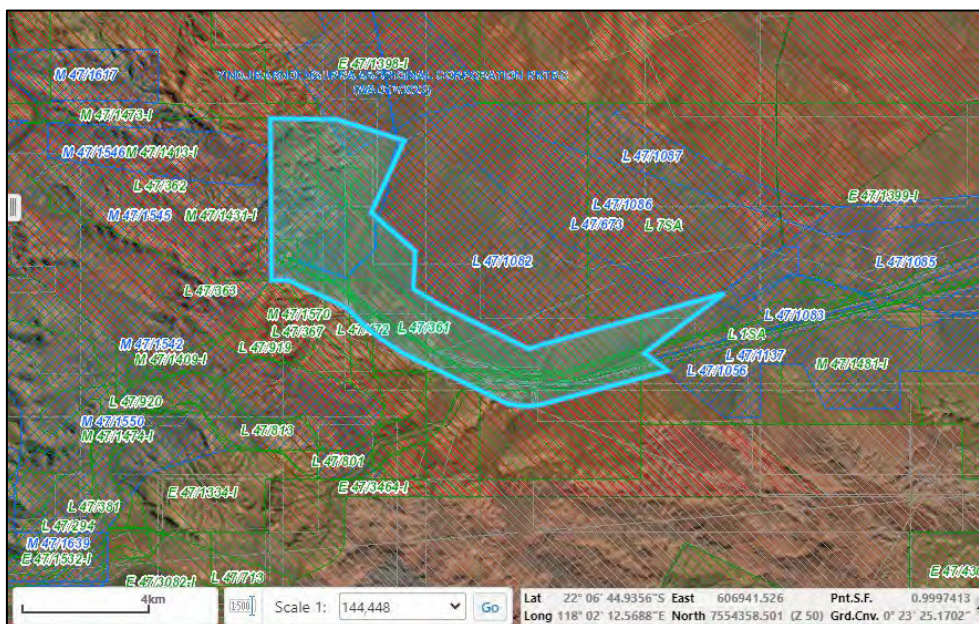 M 47/1617
E 47/1398-I
M 47/1473-I
M 47/1546
M 47/1413-I
L 47/362
M 47/1545
M 47/1431-I
L 47/1087
L 47/1086
L 47/673
L 7SA
E 47/1399-I
L 47/1082
L 47/1085
L 47/363
M 47/1570
L 47/367
L 47/361
L 47/919
M 47/1542
M 47/1409-I
L 47/1083
L 1SA
L 47/1137
L 47/1056
M 47/1481-I
L 47/920
M 47/1550
M 47/1474-I
L 47/813
L 47/801
E 47/1334-I
E 47/3464-I
L 47/381
L 47/294
M 47/1639
E 47/1532-I
E 47/3082-I
L 47/713
4km
Scale 1: 144,448 Go
Lat 22° 06' 44.9356"S East 606941.526 Pnt.S.F. 0.9997413
Long 118° 02' 12.5688"E North 7554358.501 (Z 50) Grd.Cnv. 0° 23' 25.1702"